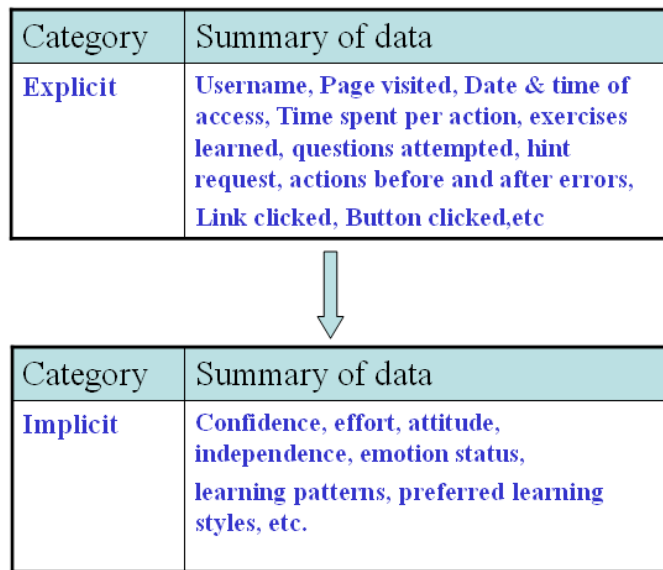 Category Summary of data
Explicit Username, Page visited, Date & time of
access, Time spent per action, exercises
learned, questions attempted, hint
request, actions before and after errors,
Link clicked, Button clicked,etc
Category Summary of data
Implicit Confidence, effort, attitude,
independence, emotion status,
learning patterns, preferred learning
styles, etc.